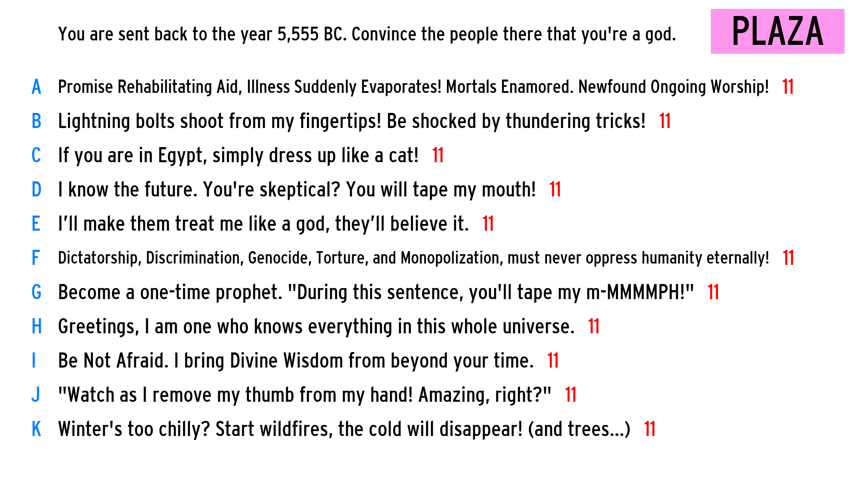 You are sent back to the year 5,555 BC. Convince the people there that you're a god.
PLAZA
A Promise Rehabilitating Aid, Illness Suddenly Evaporates! Mortals Enamored. Newfound Ongoing Worship! 11
B Lightning bolts shoot from my fingertips! Be shocked by thundering tricks! 11
C If you are in Egypt, simply dress up like a cat! 11
D I know the future. You're skeptical? You will tape my mouth! 11
E I’ll make them treat me like a god, they’ll believe it. 11
F Dictatorship, Discrimination, Genocide, Torture, and Monopolization, must never oppress humanity eternally! 11
G Become a one-time prophet. "During this sentence, you'll tape my m-MMMMPH!" 11
H Greetings, I am one who knows everything in this whole universe. 11
I Be Not Afraid. I bring Divine Wisdom from beyond your time. 11
J "Watch as I remove my thumb from my hand! Amazing, right?" 11
K Winter's too chilly? Start wildfires, the cold will disappear! (and trees...) 11